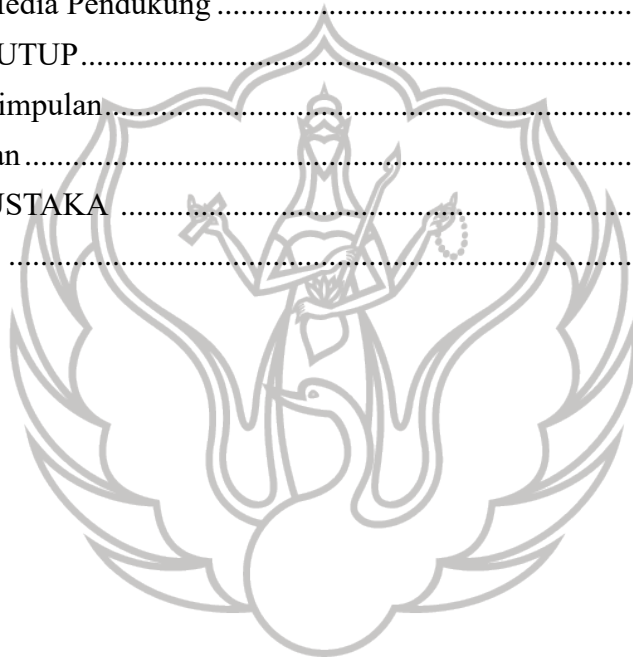 edia Pendukung ....................................................
UTUP......................................................................
impulan...................................................................
an.............................................................................
USTAKA ................................................................
..............................................................................